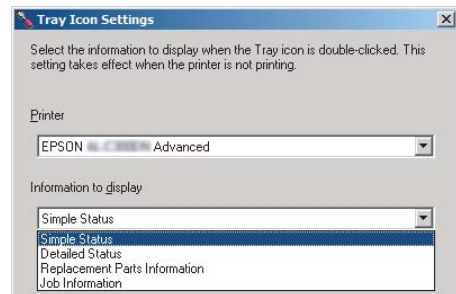 Tray Icon Settings
Select the information to display when the Tray icon is double-clicked. This
setting takes effect when the printer is not printing.
Printer
EPSON Advanced
Information to display
Simple Status
Simple Status
Detailed Status
Replacement Parts Information
Job Information